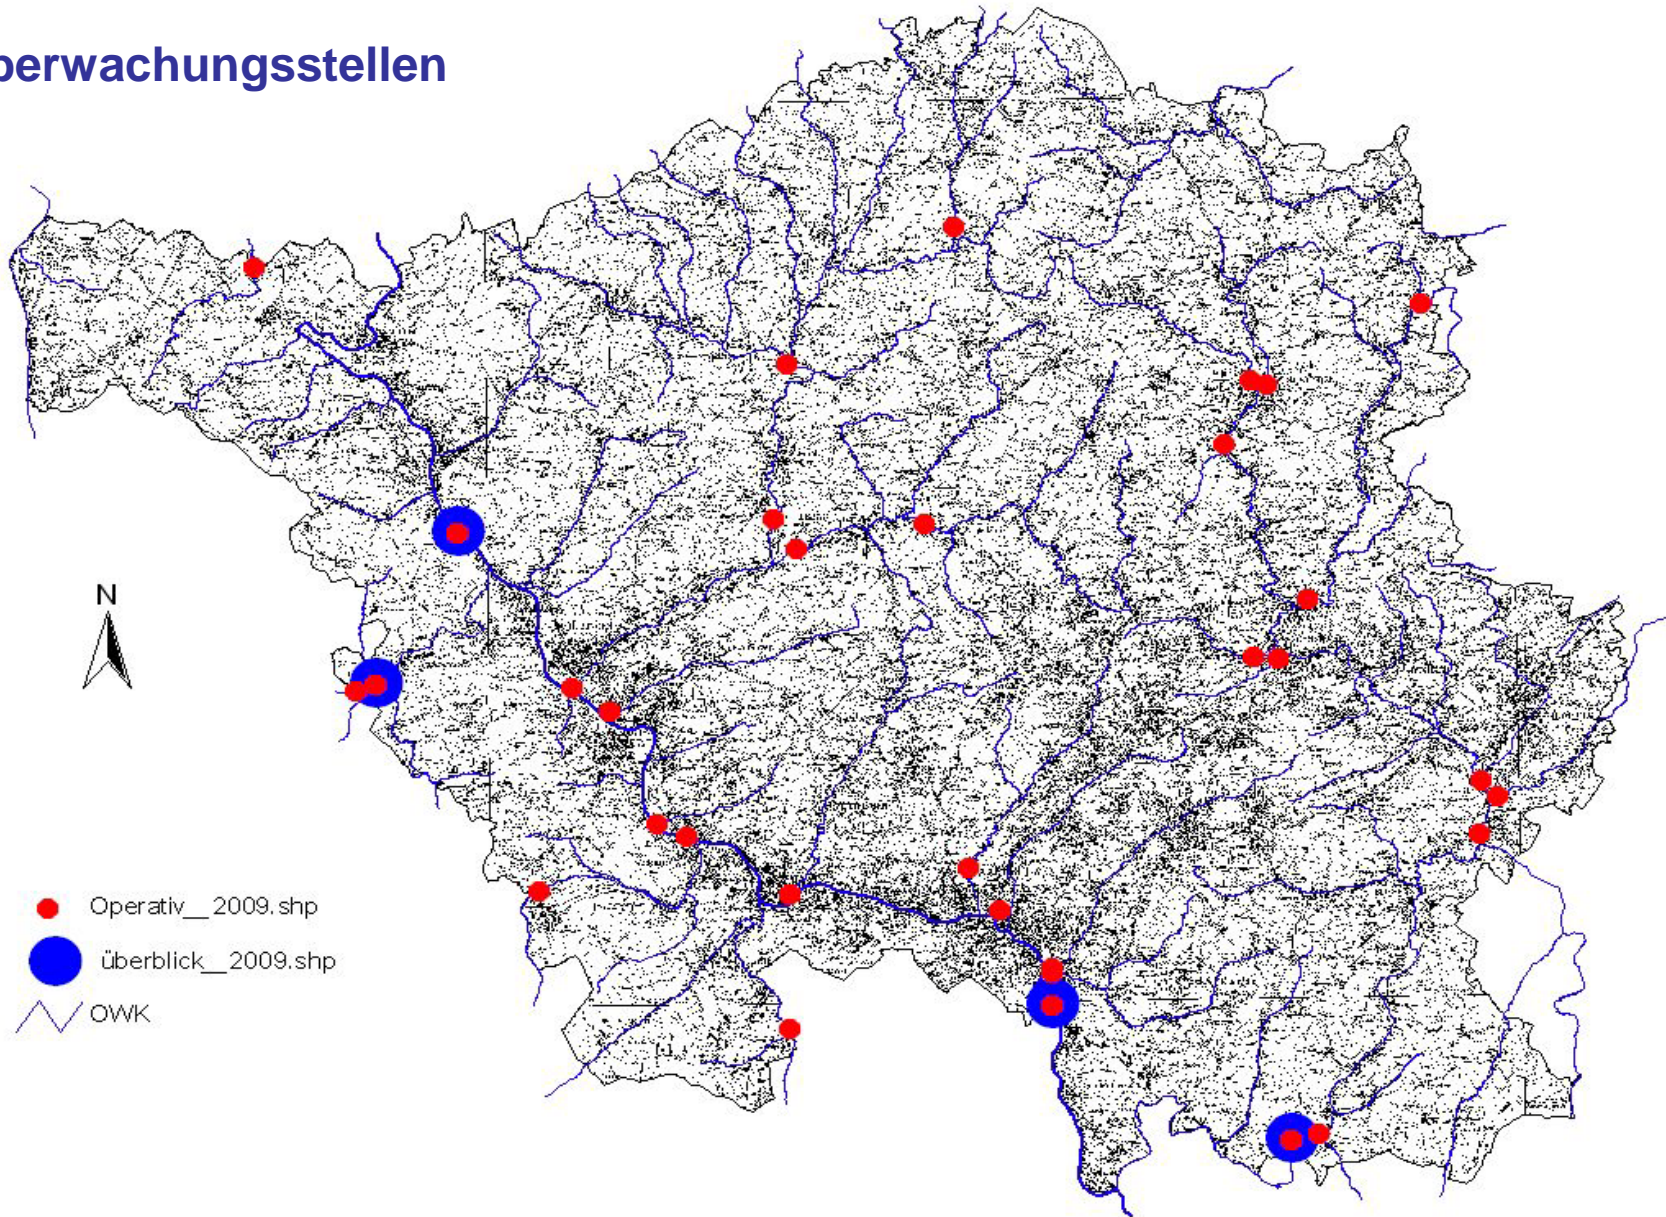 berwachungsstellen
N
Operativ__2009.shp
überblick__2009.shp
OWK